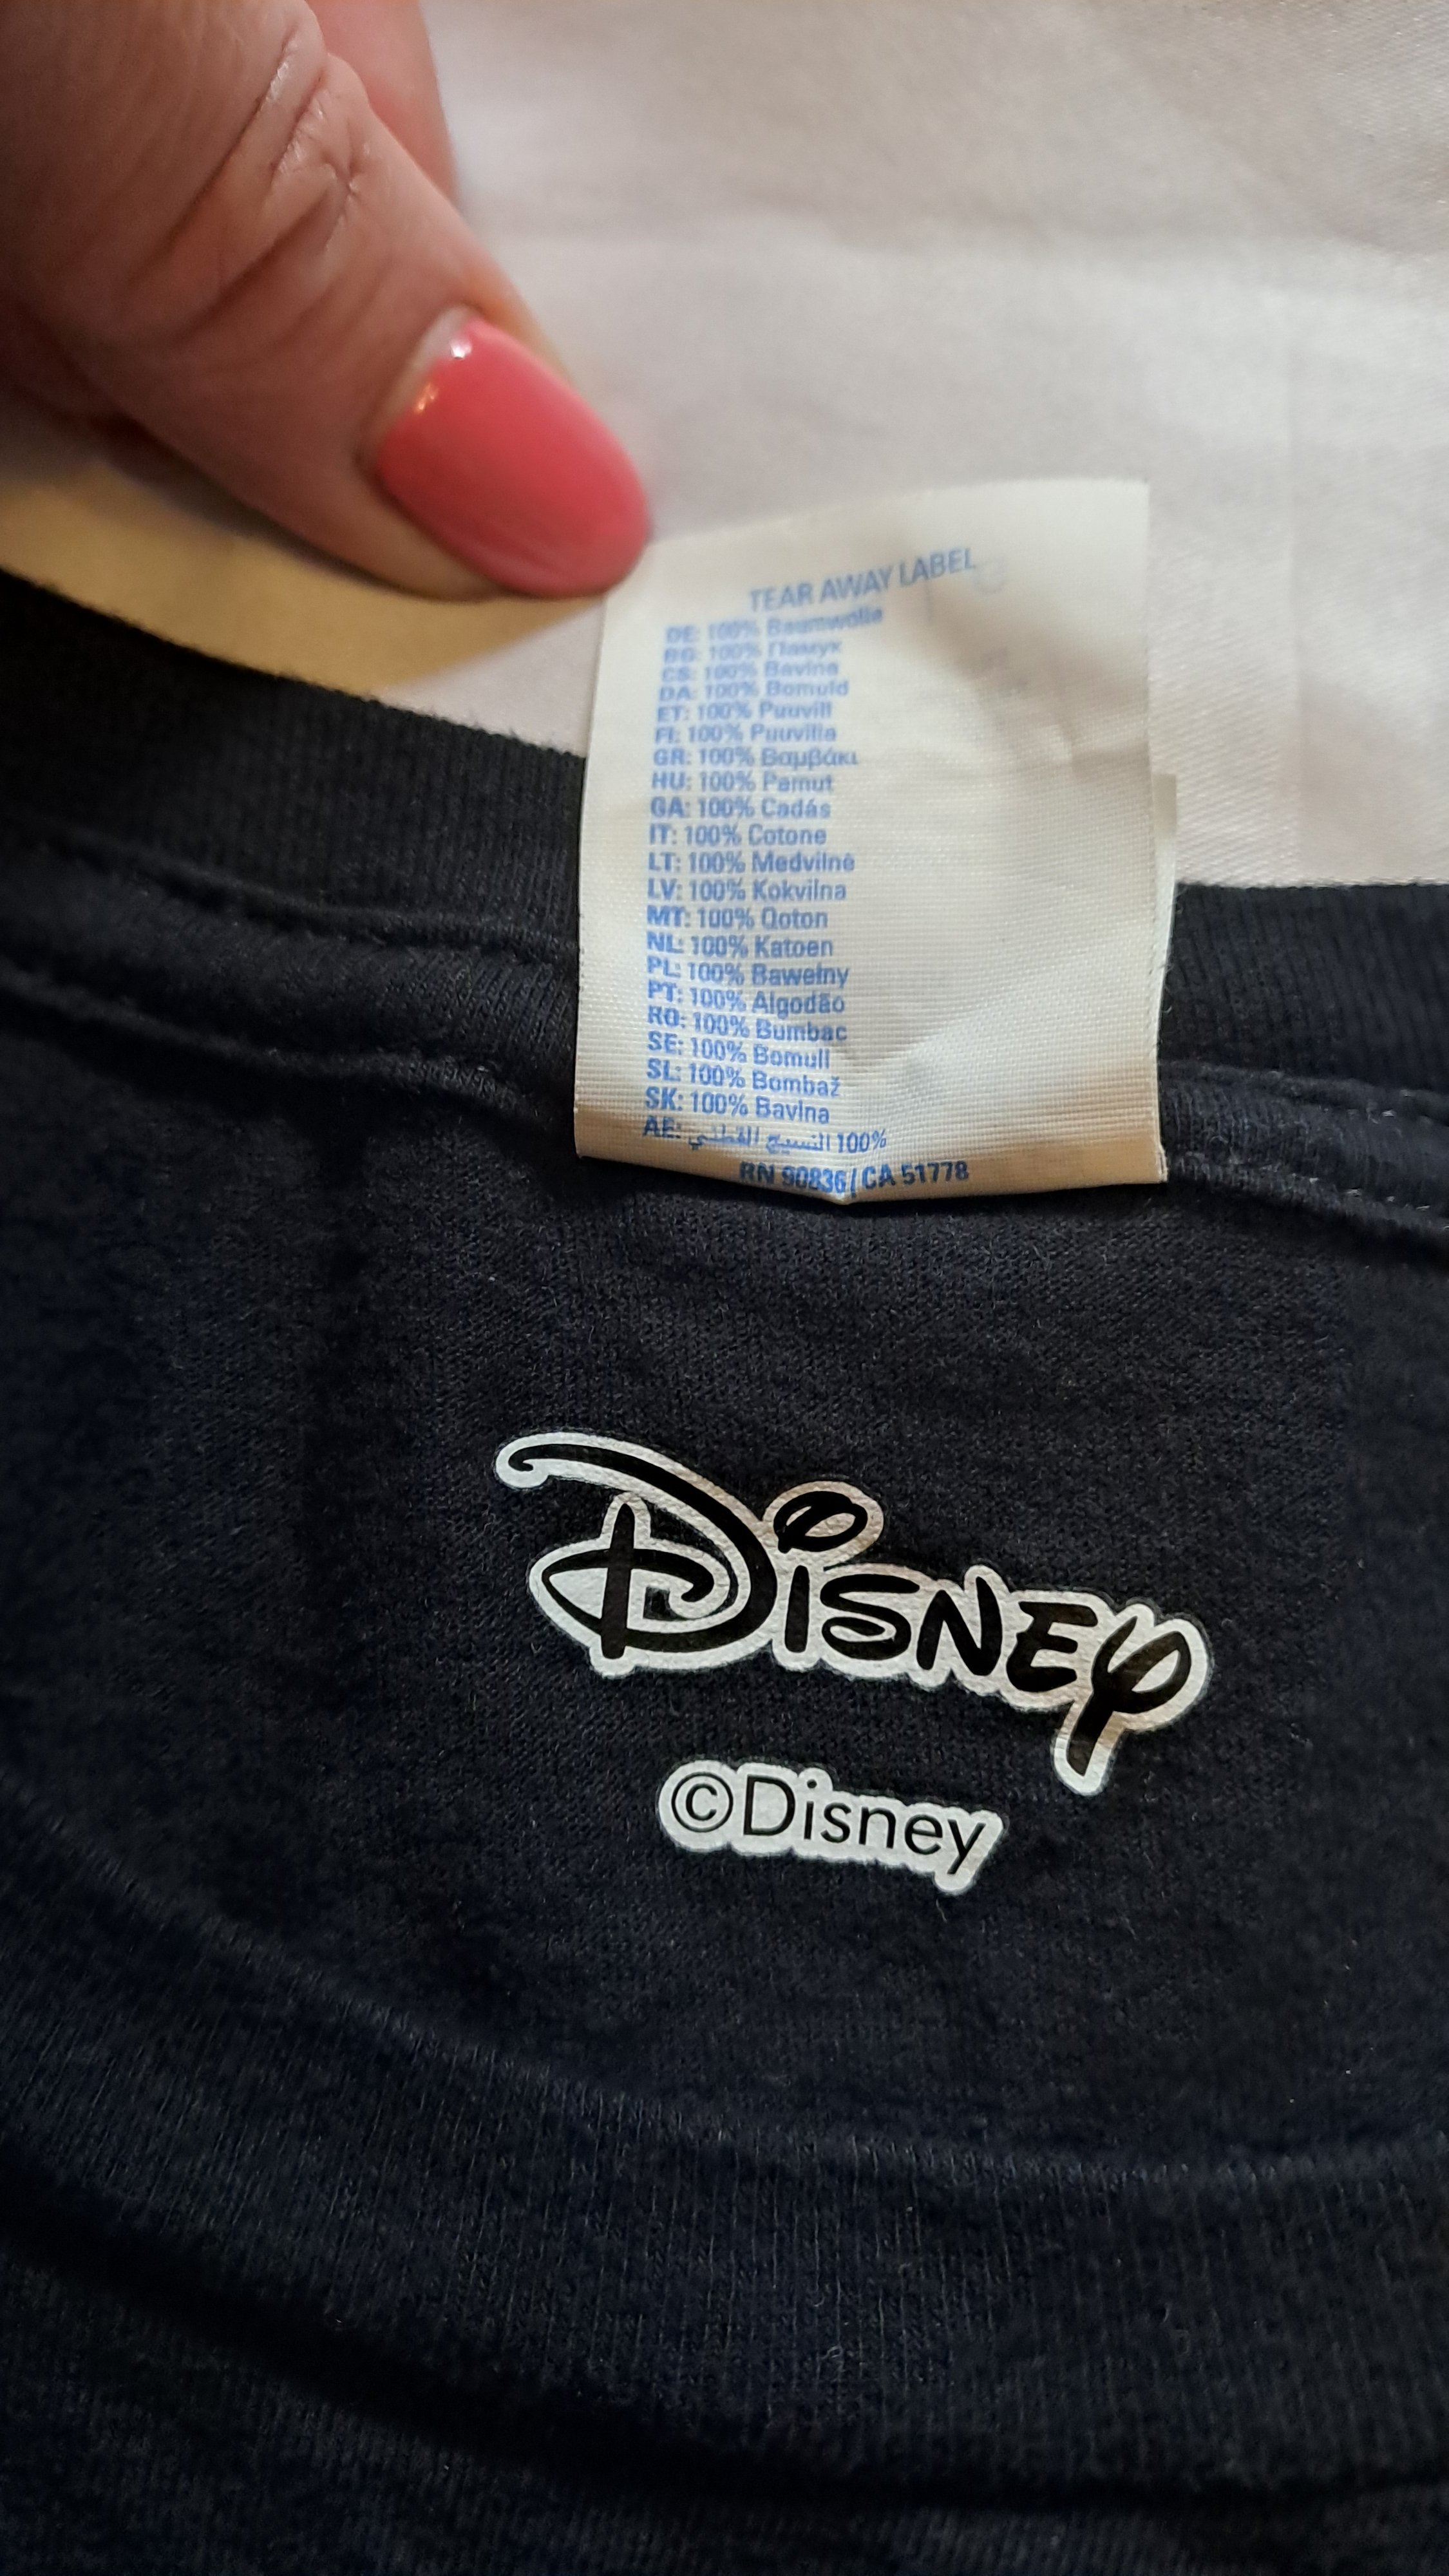 TEAR AWAY LABEL
DE: 100% Baumwolle
BG: 100% Памук
CS: 100% Bavlna
DA: 100% Bomuld
ET: 100% Puuvill
FI: 100% Puuvilla
GR: 100% Βαμβάκι
HU: 100% Pamut
GA: 100% Cadás
IT: 100% Cotone
LT: 100% Medvilnė
LV: 100% Kokvilna
MT: 100% Qoton
NL: 100% Katoen
PL: 100% Bawełny
PT: 100% Algodão
RO: 100% Bumbac
SE: 100% Bomull
SL: 100% Bombaž
SK: 100% Bavlna
AE: النسيج القطني 100%
RN 90836 / CA 51778
Disney
©Disney